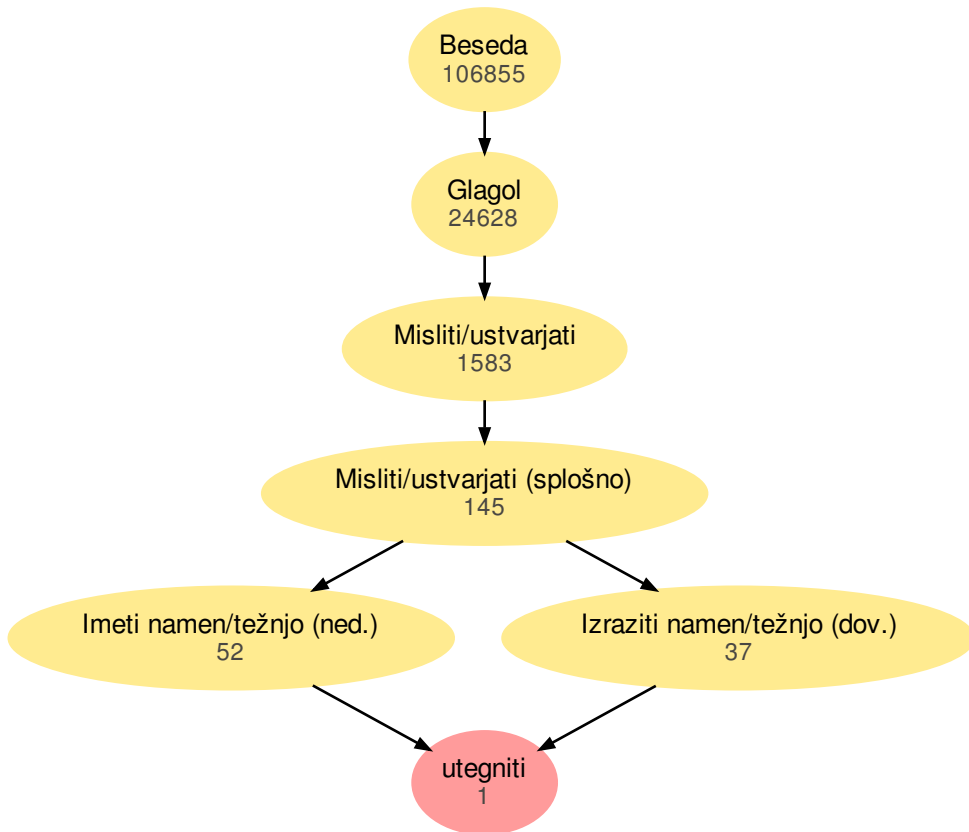 Beseda
106855
Glagol
24628
Misliti/ustvarjati
1583
Misliti/ustvarjati (splošno)
145
Imeti namen/težnjo (ned.)
52
Izraziti namen/težnjo (dov.)
37
utegniti
1